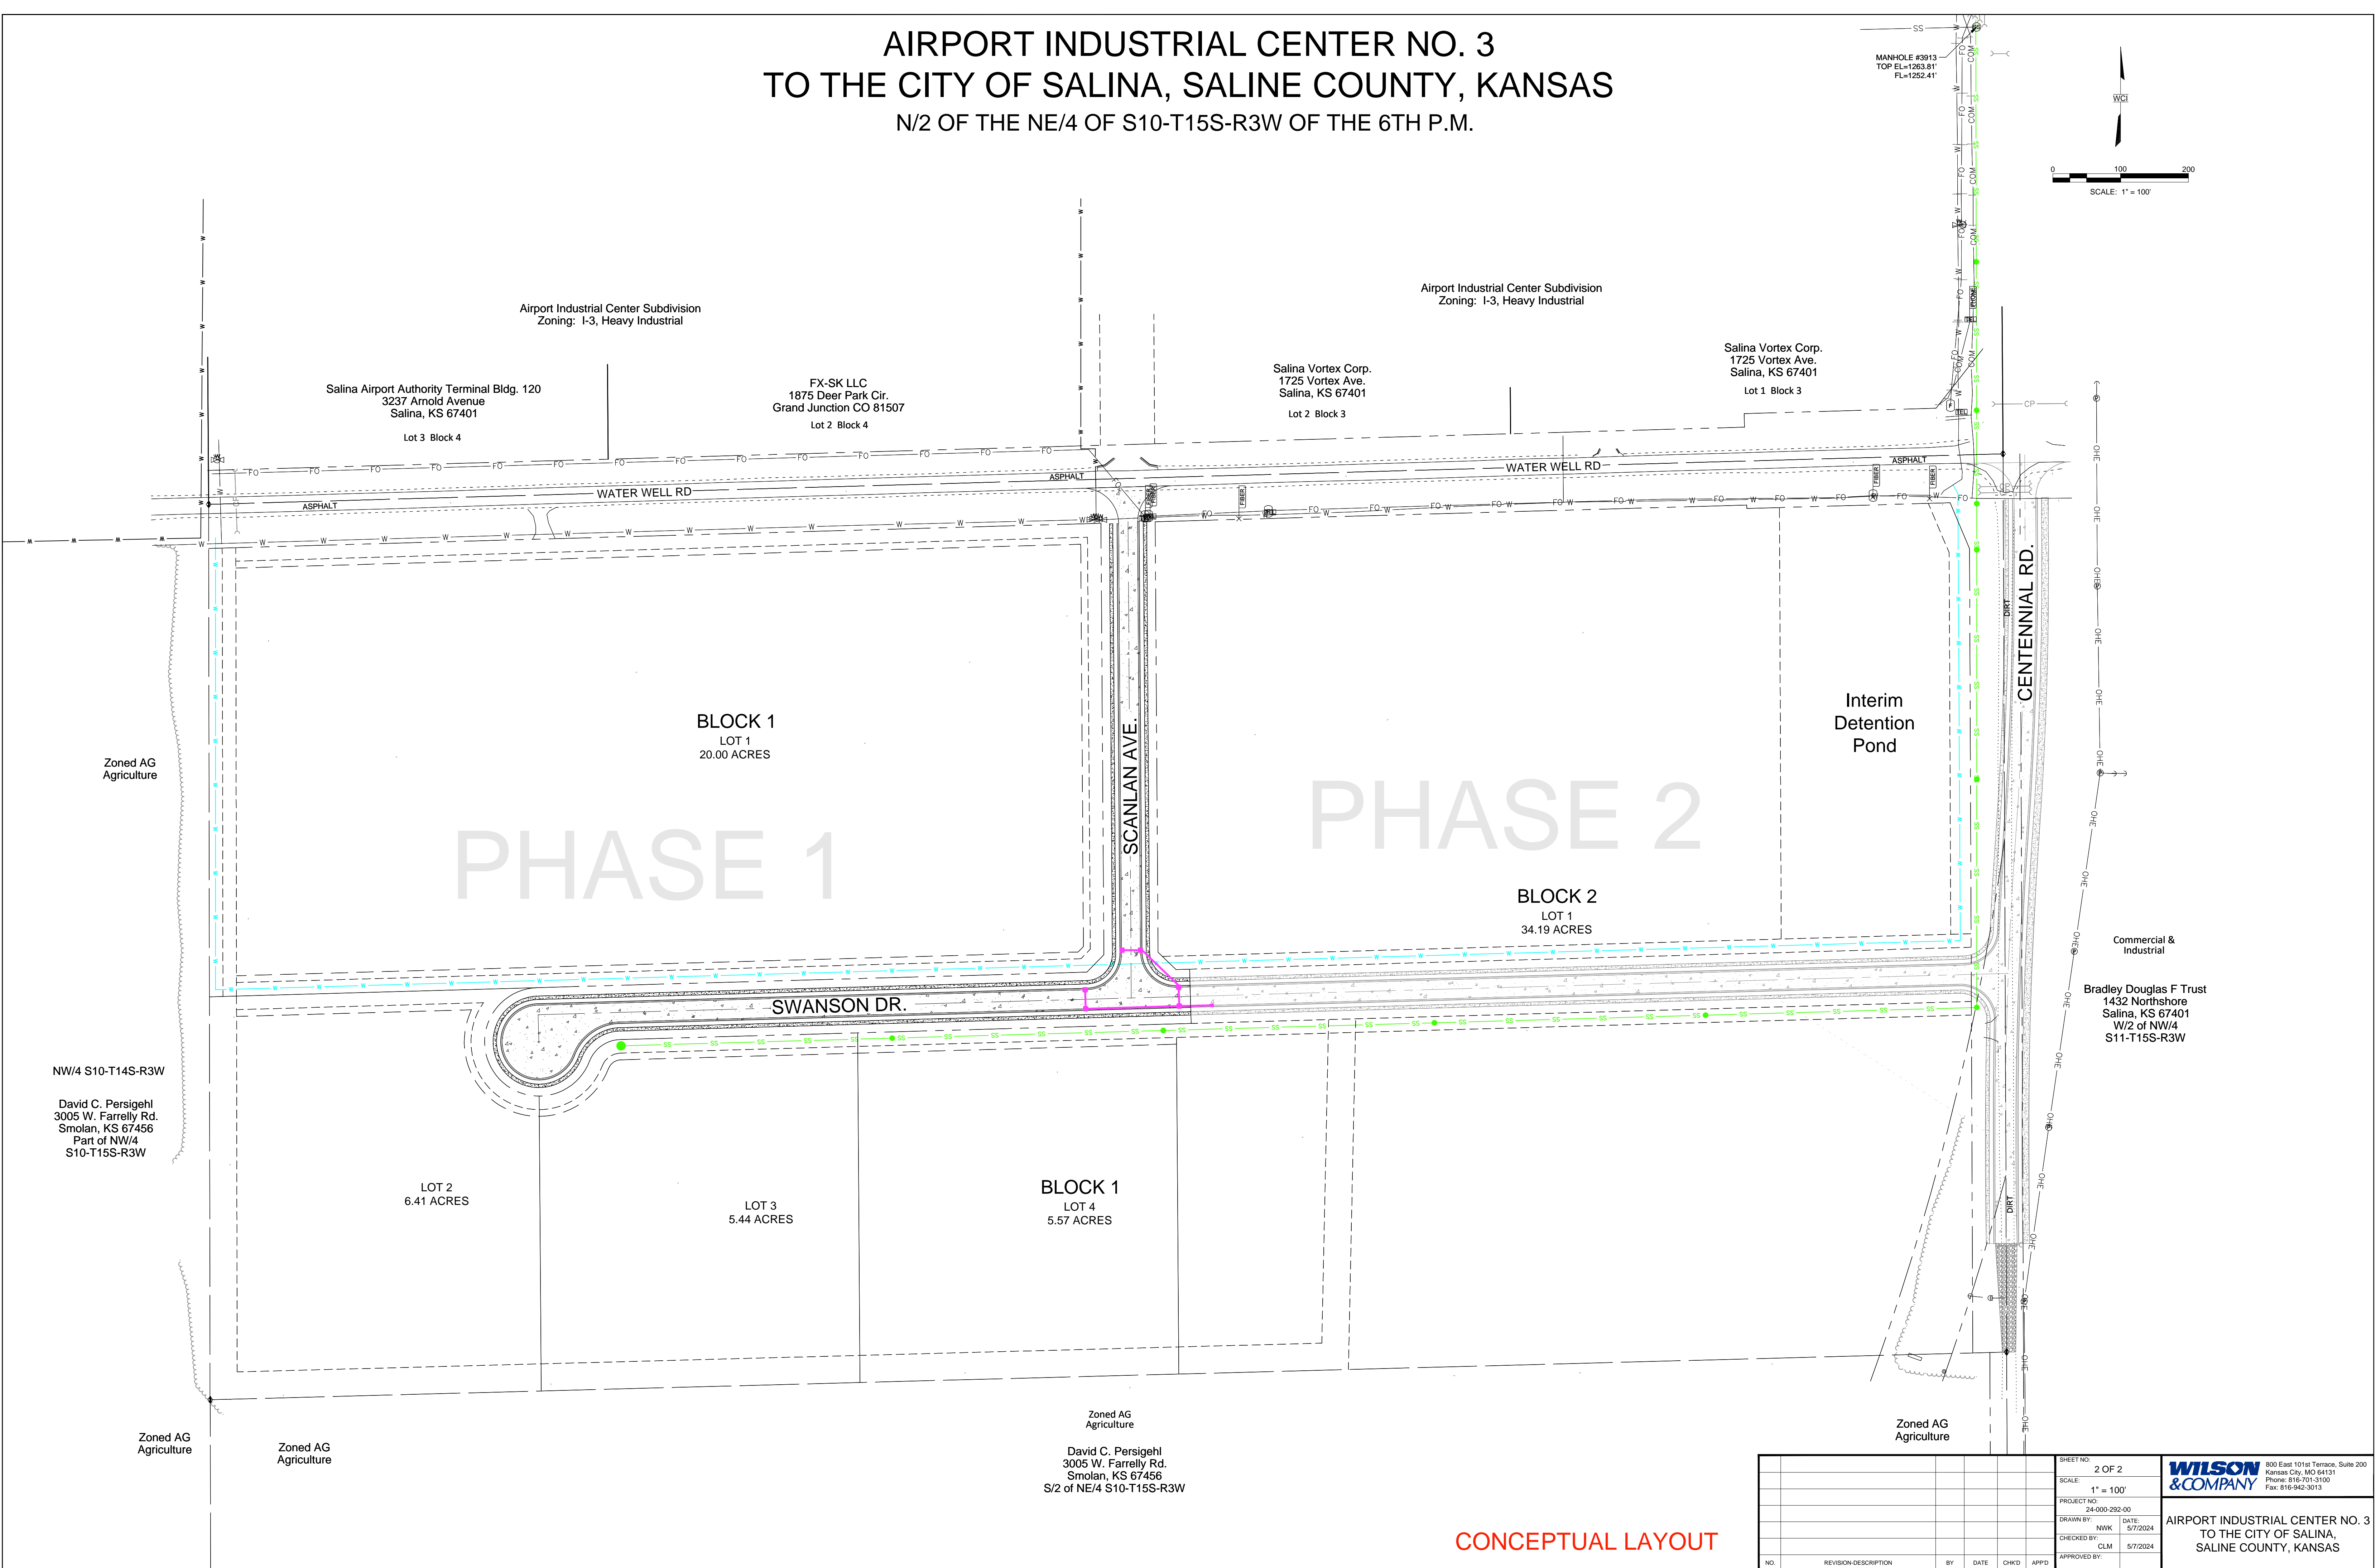 AIRPORT INDUSTRIAL CENTER NO. 3
TO THE CITY OF SALINA, SALINE COUNTY, KANSAS
N/2 OF THE NE/4 OF S10-T15S-R3W OF THE 6TH P.M.
MANHOLE #3913
TOP EL=1263.81'
FL=1252.41'
WCI
0 100 200
SCALE: 1" = 100'
Airport Industrial Center Subdivision
Zoning: I-3, Heavy Industrial
Airport Industrial Center Subdivision
Zoning: I-3, Heavy Industrial
Salina Airport Authority Terminal Bldg. 120
3237 Arnold Avenue
Salina, KS 67401
Lot 3 Block 4
FX-SK LLC
1875 Deer Park Cir.
Grand Junction CO 81507
Lot 2 Block 4
Salina Vortex Corp.
1725 Vortex Ave.
Salina, KS 67401
Lot 2 Block 3
Salina Vortex Corp.
1725 Vortex Ave.
Salina, KS 67401
Lot 1 Block 3
WATER WELL RD
ASPHALT
ASPHALT
WATER WELL RD
ASPHALT
FIBER
FIBER
FIBER
TEL
CP
DIRT
CENTENNIAL RD.
BLOCK 1
LOT 1
20.00 ACRES
PHASE 1
SCANLAN AVE.
PHASE 2
Interim
Detention
Pond
BLOCK 2
LOT 1
34.19 ACRES
Zoned AG
Agriculture
SWANSON DR.
Commercial &
Industrial
Bradley Douglas F Trust
1432 Northshore
Salina, KS 67401
W/2 of NW/4
S11-T15S-R3W
NW/4 S10-T14S-R3W
David C. Persigehl
3005 W. Farrelly Rd.
Smolan, KS 67456
Part of NW/4
S10-T15S-R3W
LOT 2
6.41 ACRES
LOT 3
5.44 ACRES
BLOCK 1
LOT 4
5.57 ACRES
DIRT
Zoned AG
Agriculture
Zoned AG
Agriculture
Zoned AG
Agriculture
David C. Persigehl
3005 W. Farrelly Rd.
Smolan, KS 67456
S/2 of NE/4 S10-T15S-R3W
Zoned AG
Agriculture
CONCEPTUAL LAYOUT
NO. REVISION-DESCRIPTION BY DATE CHK'D APP'D
SHEET NO:
2 OF 2
SCALE:
1" = 100'
PROJECT NO:
24-000-292-00
DRAWN BY: NWK DATE: 5/7/2024
CHECKED BY: CLM 5/7/2024
APPROVED BY:
WILSON
&COMPANY
800 East 101st Terrace, Suite 200
Kansas City, MO 64131
Phone: 816-701-3100
Fax: 816-942-3013
AIRPORT INDUSTRIAL CENTER NO. 3
TO THE CITY OF SALINA,
SALINE COUNTY, KANSAS